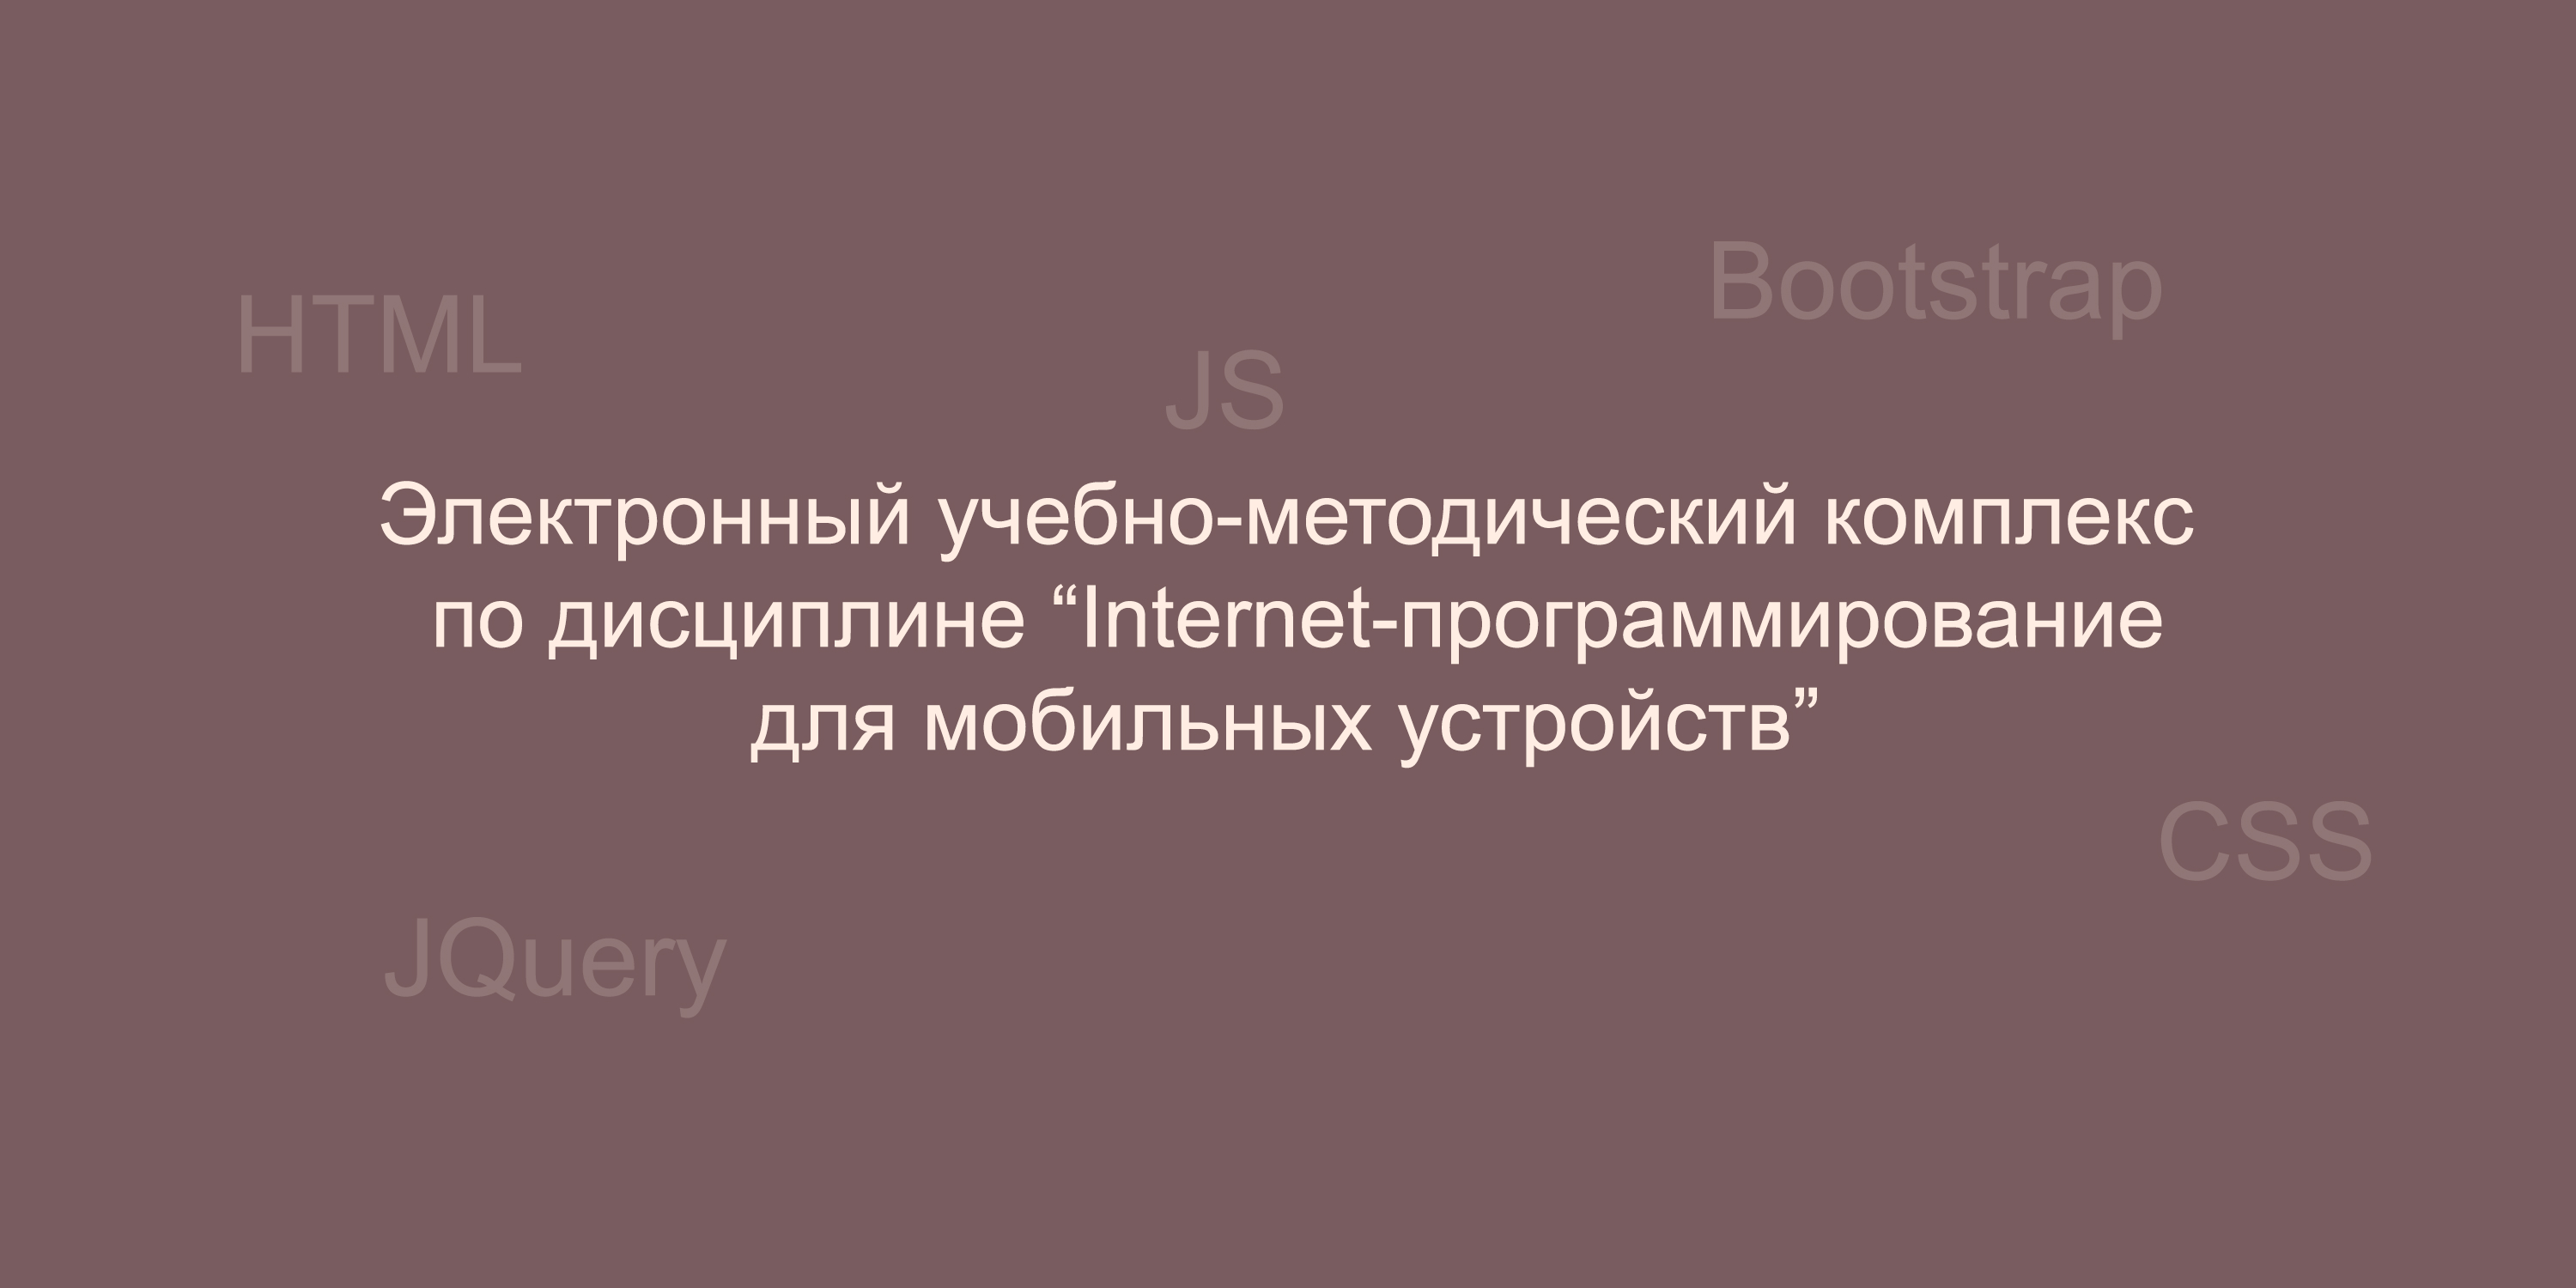 Bootstrap
HTML
JS
Электронный учебно-методический комплекс
по дисциплине “Internet-программирование
для мобильных устройств”
CSS
JQuery